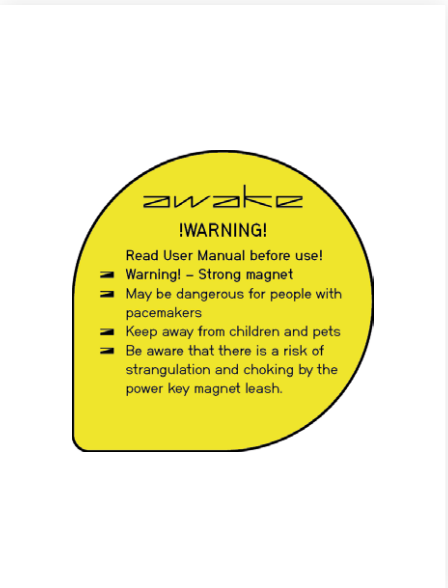 awake
!WARNING!
Read User Manual before use!
Warning! – Strong magnet
May be dangerous for people with
pacemakers
Keep away from children and pets
Be aware that there is a risk of
strangulation and choking by the
power key magnet leash.